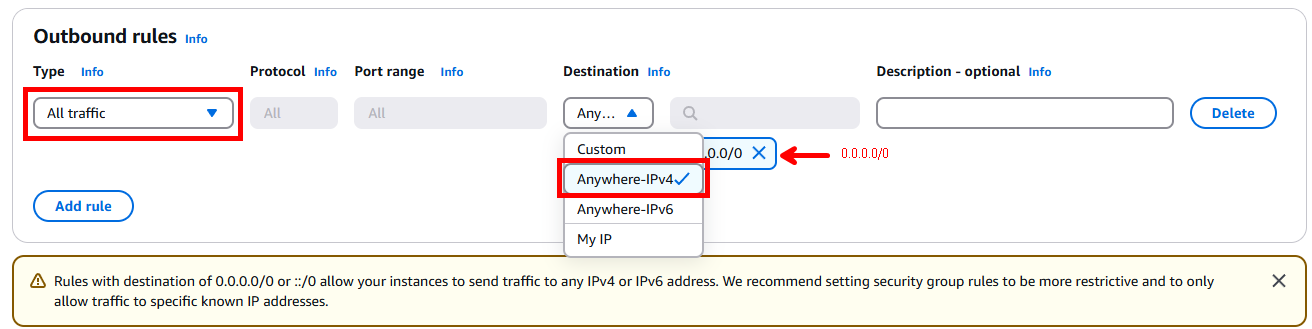 Outbound rules Info
Type Info Protocol Info Port range Info Destination Info Description - optional Info
All traffic All All Any... Delete
Custom .0.0/0 0.0.0.0/0
Anywhere-IPv4
Add rule Anywhere-IPv6
My IP
Rules with destination of 0.0.0.0/0 or ::/0 allow your instances to send traffic to any IPv4 or IPv6 address. We recommend setting security group rules to be more restrictive and to only
allow traffic to specific known IP addresses.